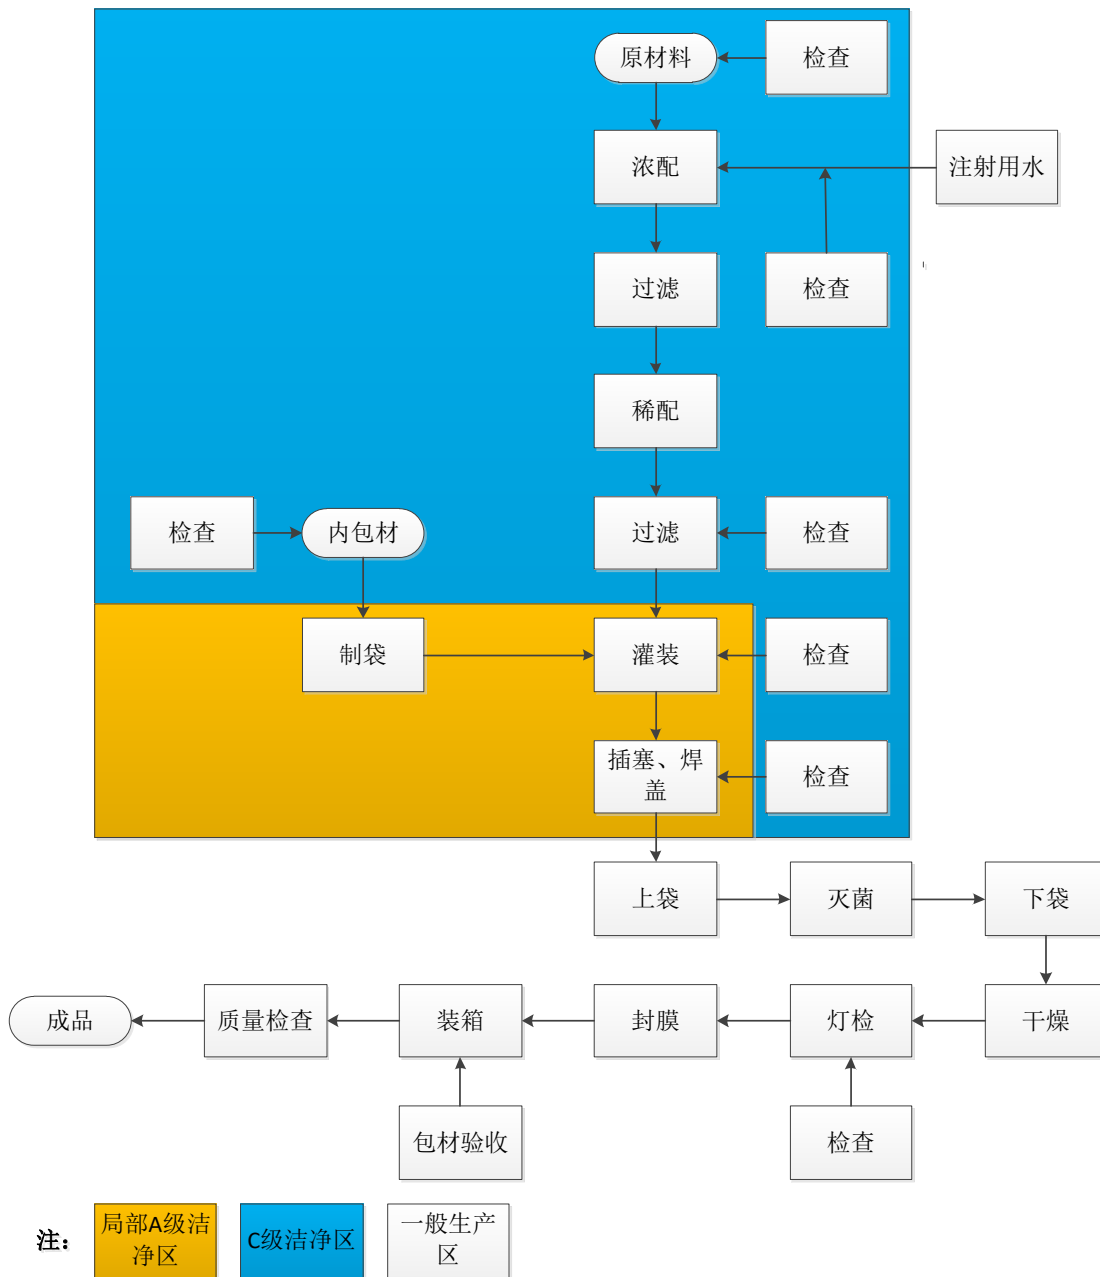 原材料
检查
浓配
注射用水
过滤
检查
稀配
检查
内包材
过滤
检查
制袋
灌装
检查
插塞、焊
盖
检查
上袋
灭菌
下袋
成品
质量检查
装箱
封膜
灯检
干燥
包材验收
检查
注：
局部A级洁
净区
C级洁净区
一般生产
区